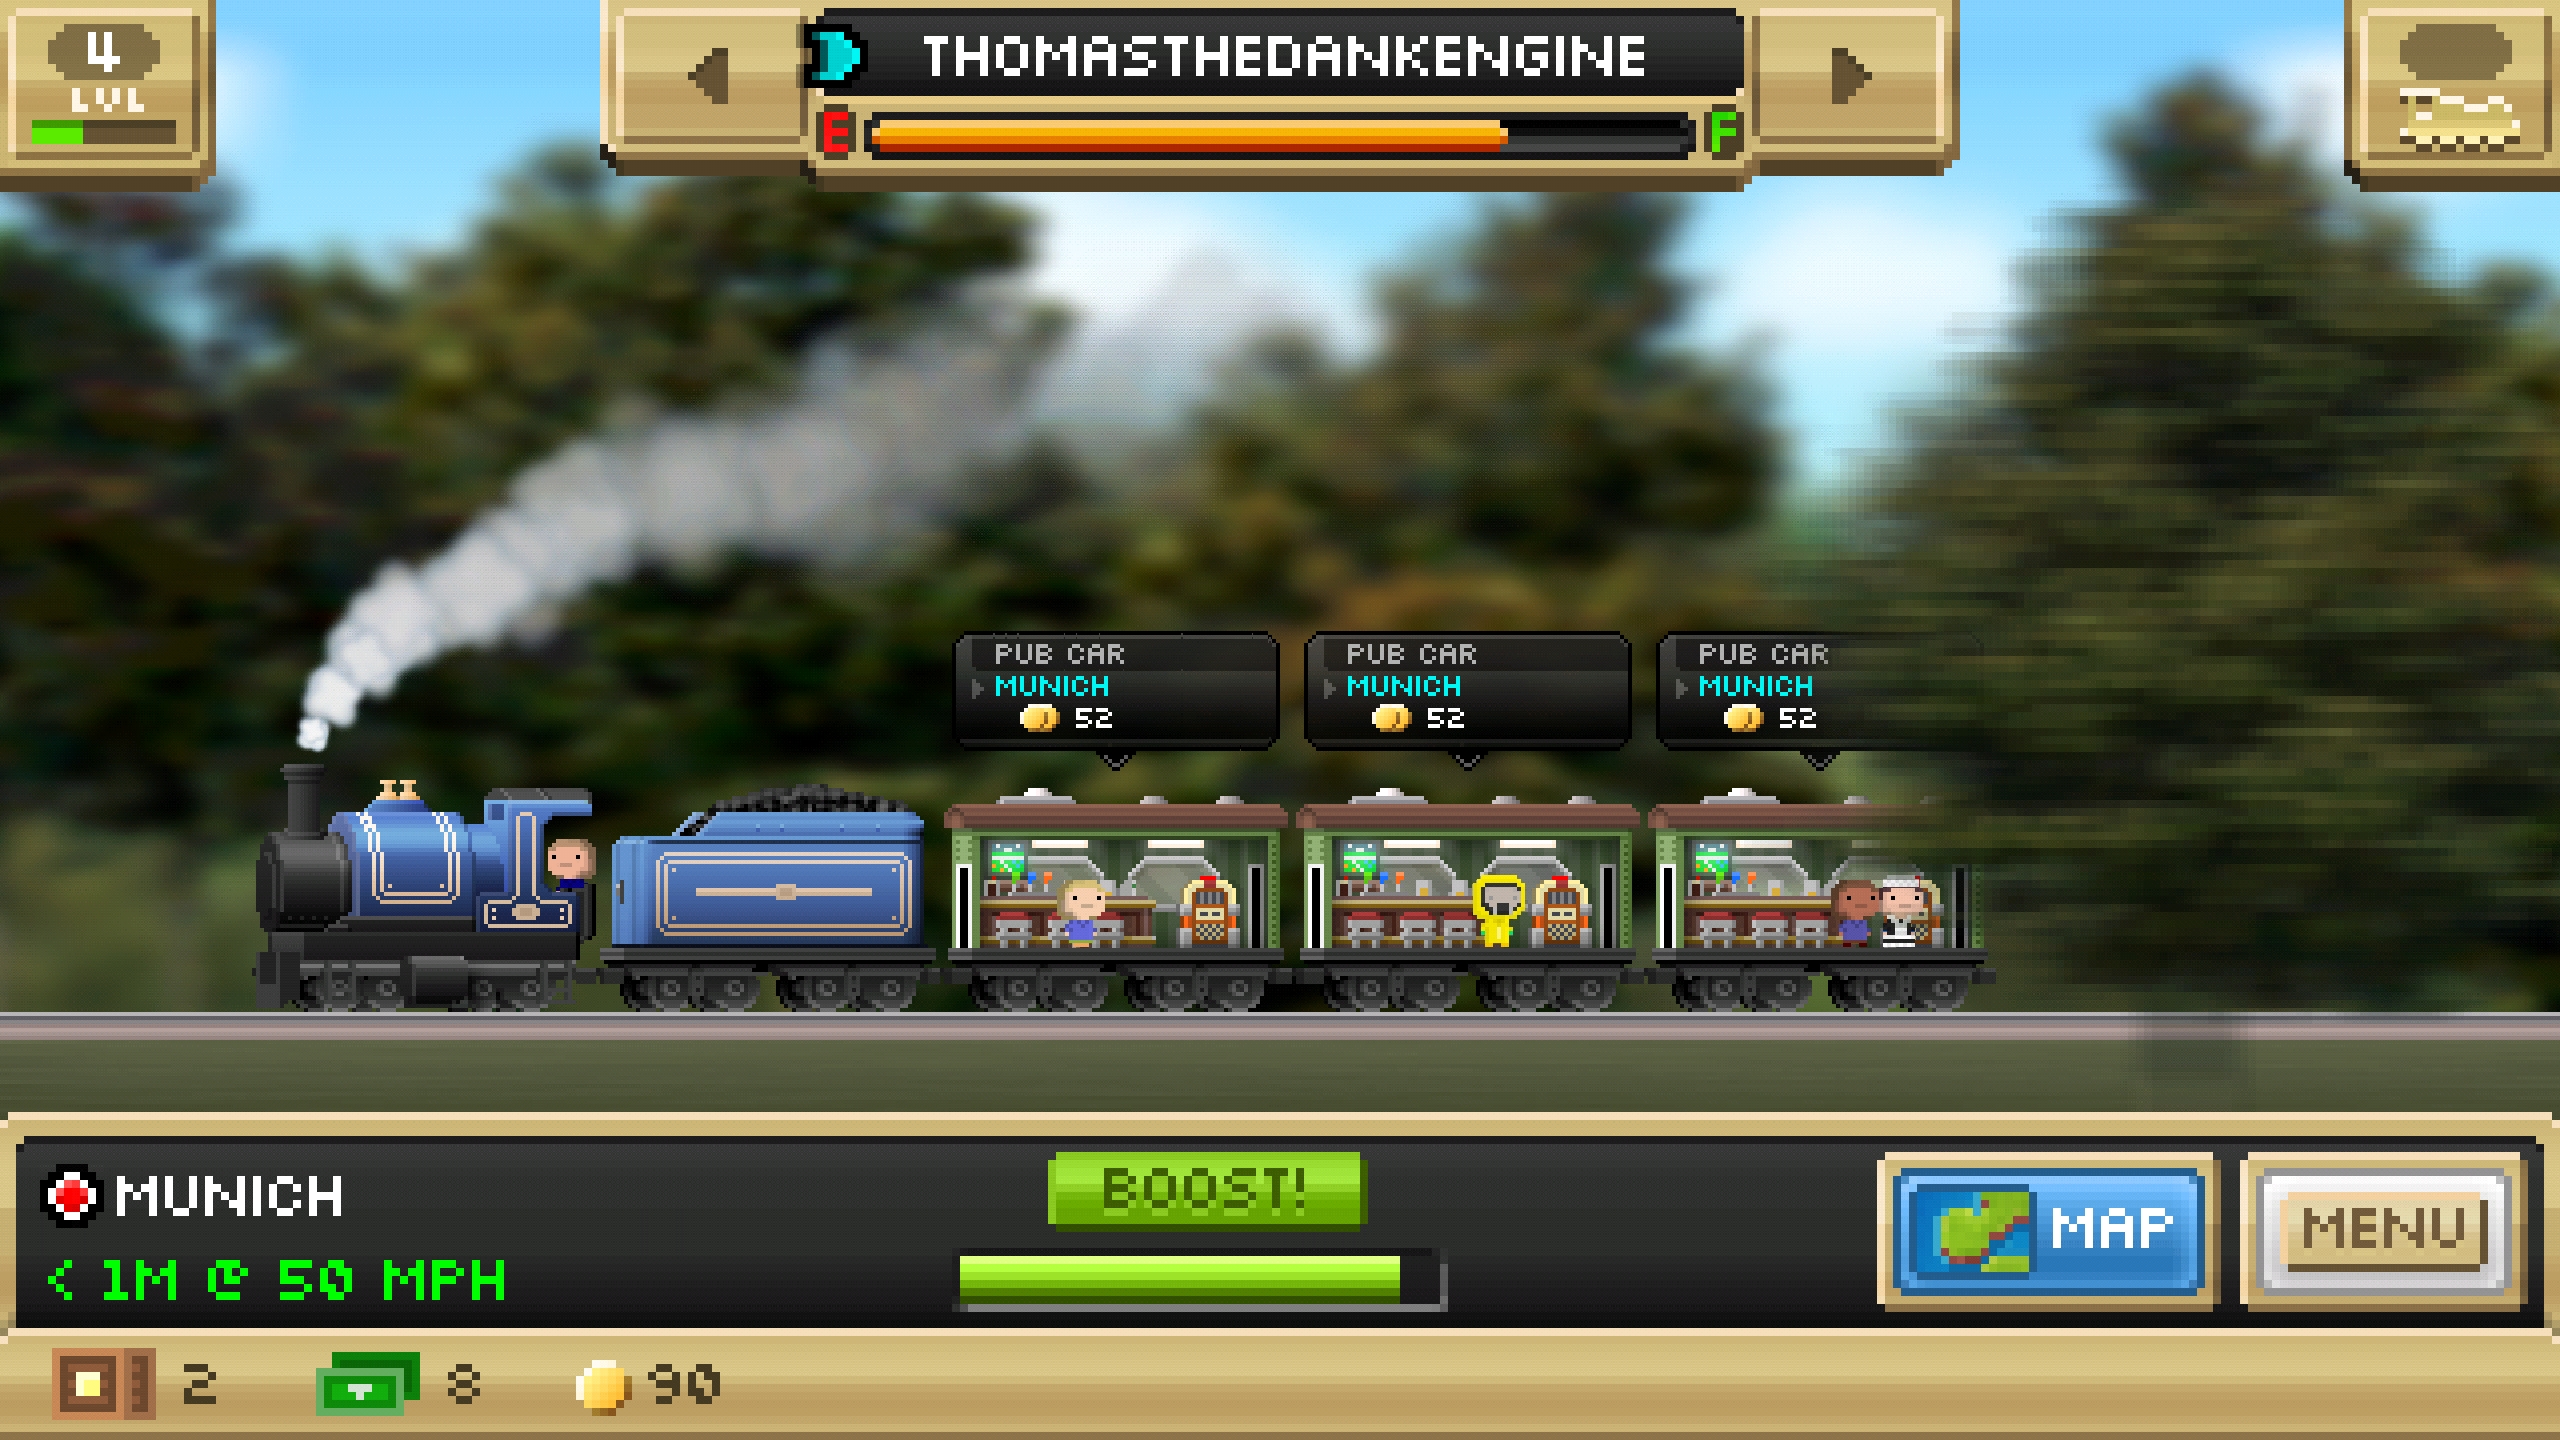 4
LVL
THOMASTHEDANKENGINE
E F
PUB CAR
MUNICH
52
PUB CAR
MUNICH
52
PUB CAR
MUNICH
52
MUNICH
< 1M @ 50 MPH
BOOST!
MAP
MENU
2 8 90